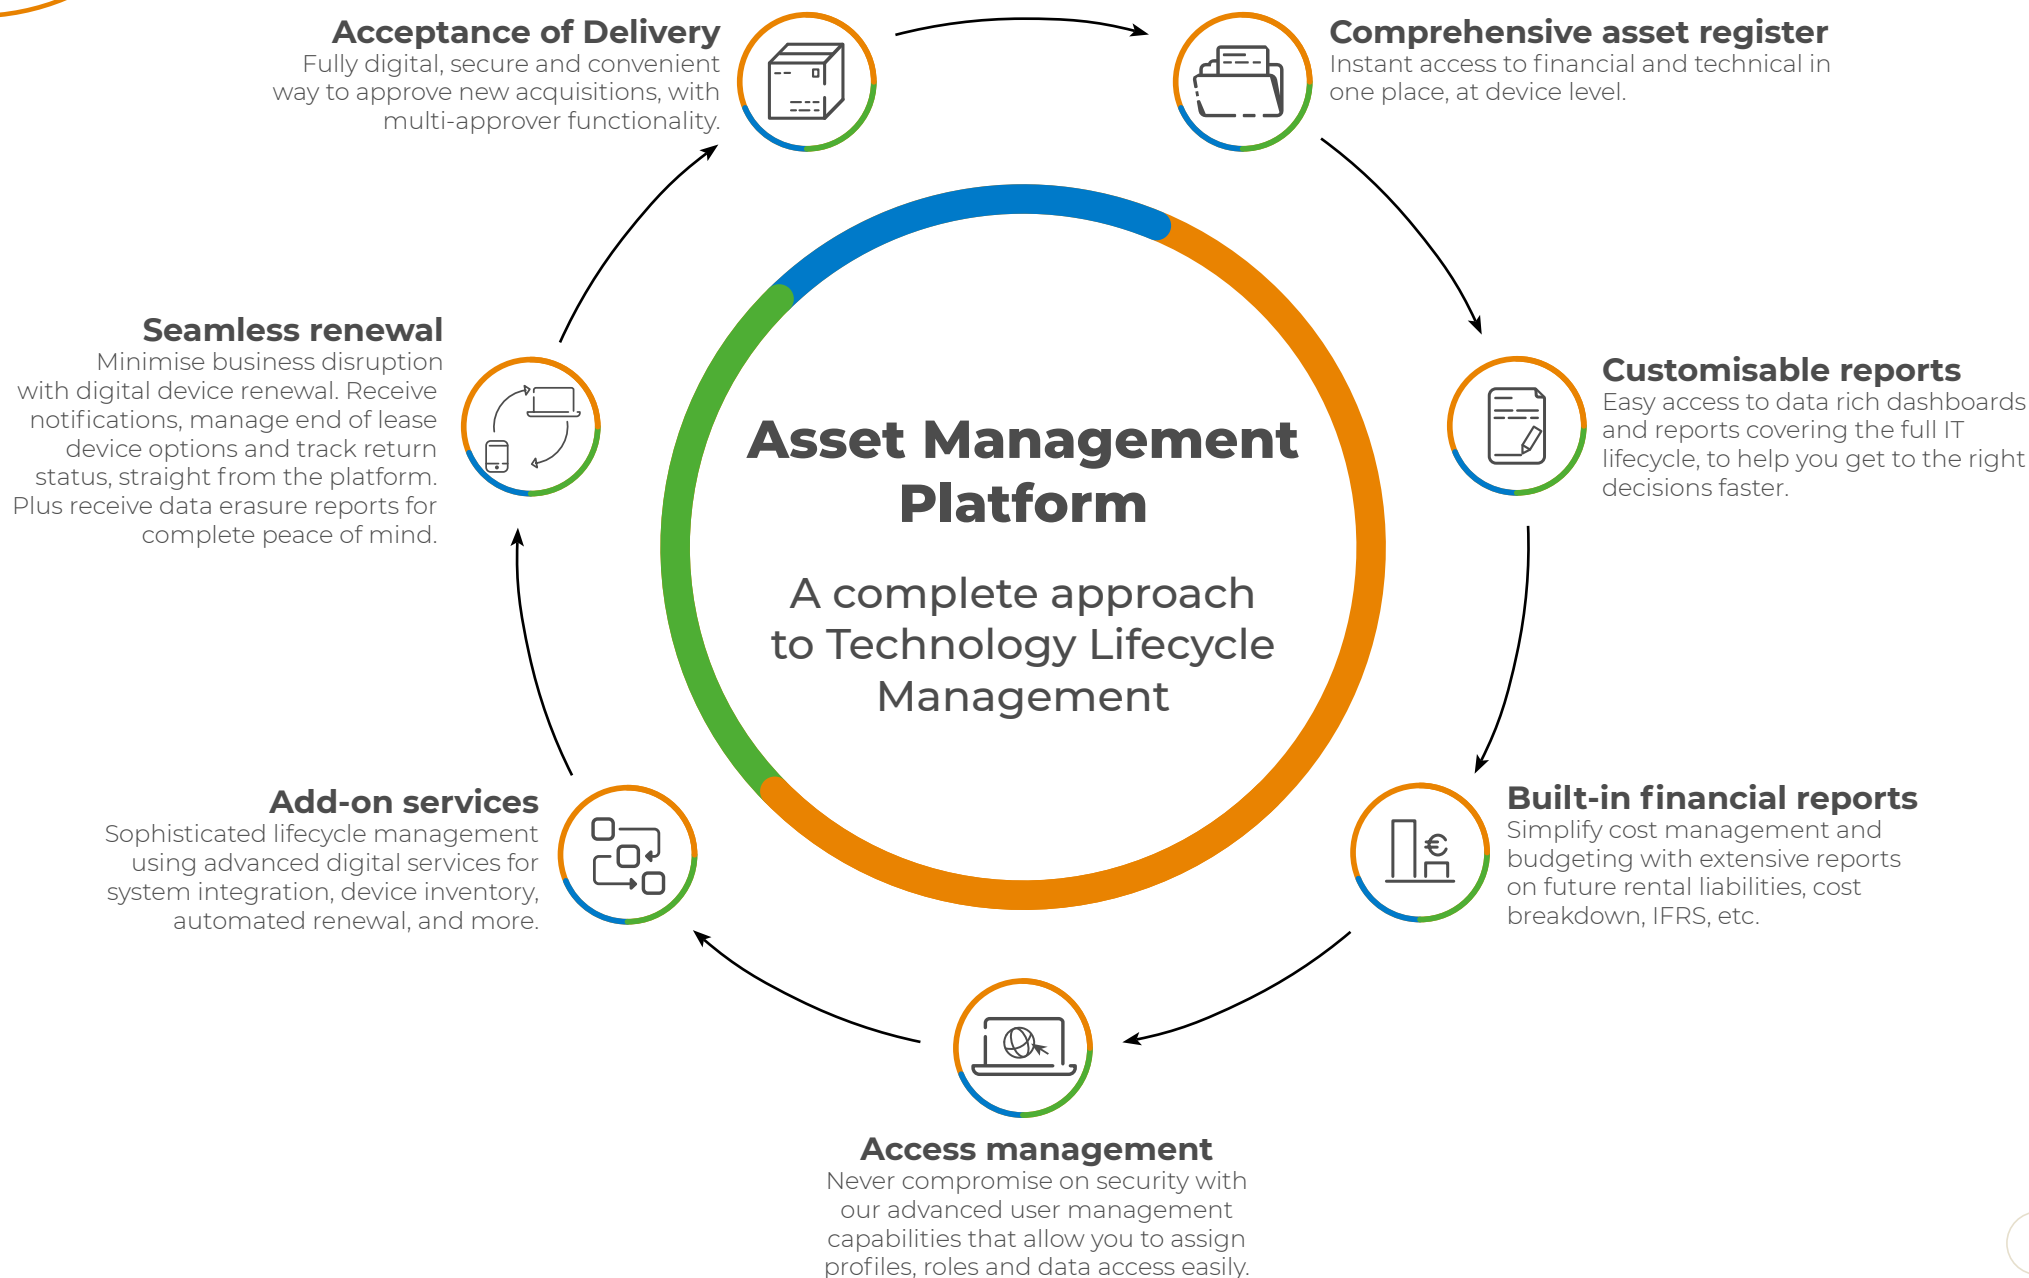 Acceptance of Delivery
Fully digital, secure and convenient
way to approve new acquisitions, with
multi-approver functionality.
Comprehensive asset register
Instant access to financial and technical in
one place, at device level.
Customisable reports
Easy access to data rich dashboards
and reports covering the full IT
lifecycle, to help you get to the right
decisions faster.
Built-in financial reports
Simplify cost management and
budgeting with extensive reports
on future rental liabilities, cost
breakdown, IFRS, etc.
€
Access management
Never compromise on security with
our advanced user management
capabilities that allow you to assign
profiles, roles and data access easily.
Add-on services
Sophisticated lifecycle management
using advanced digital services for
system integration, device inventory,
automated renewal, and more.
Seamless renewal
Minimise business disruption
with digital device renewal. Receive
notifications, manage end of lease
device options and track return
status, straight from the platform.
Plus receive data erasure reports for
complete peace of mind.
Asset Management
Platform
A complete approach
to Technology Lifecycle
Management